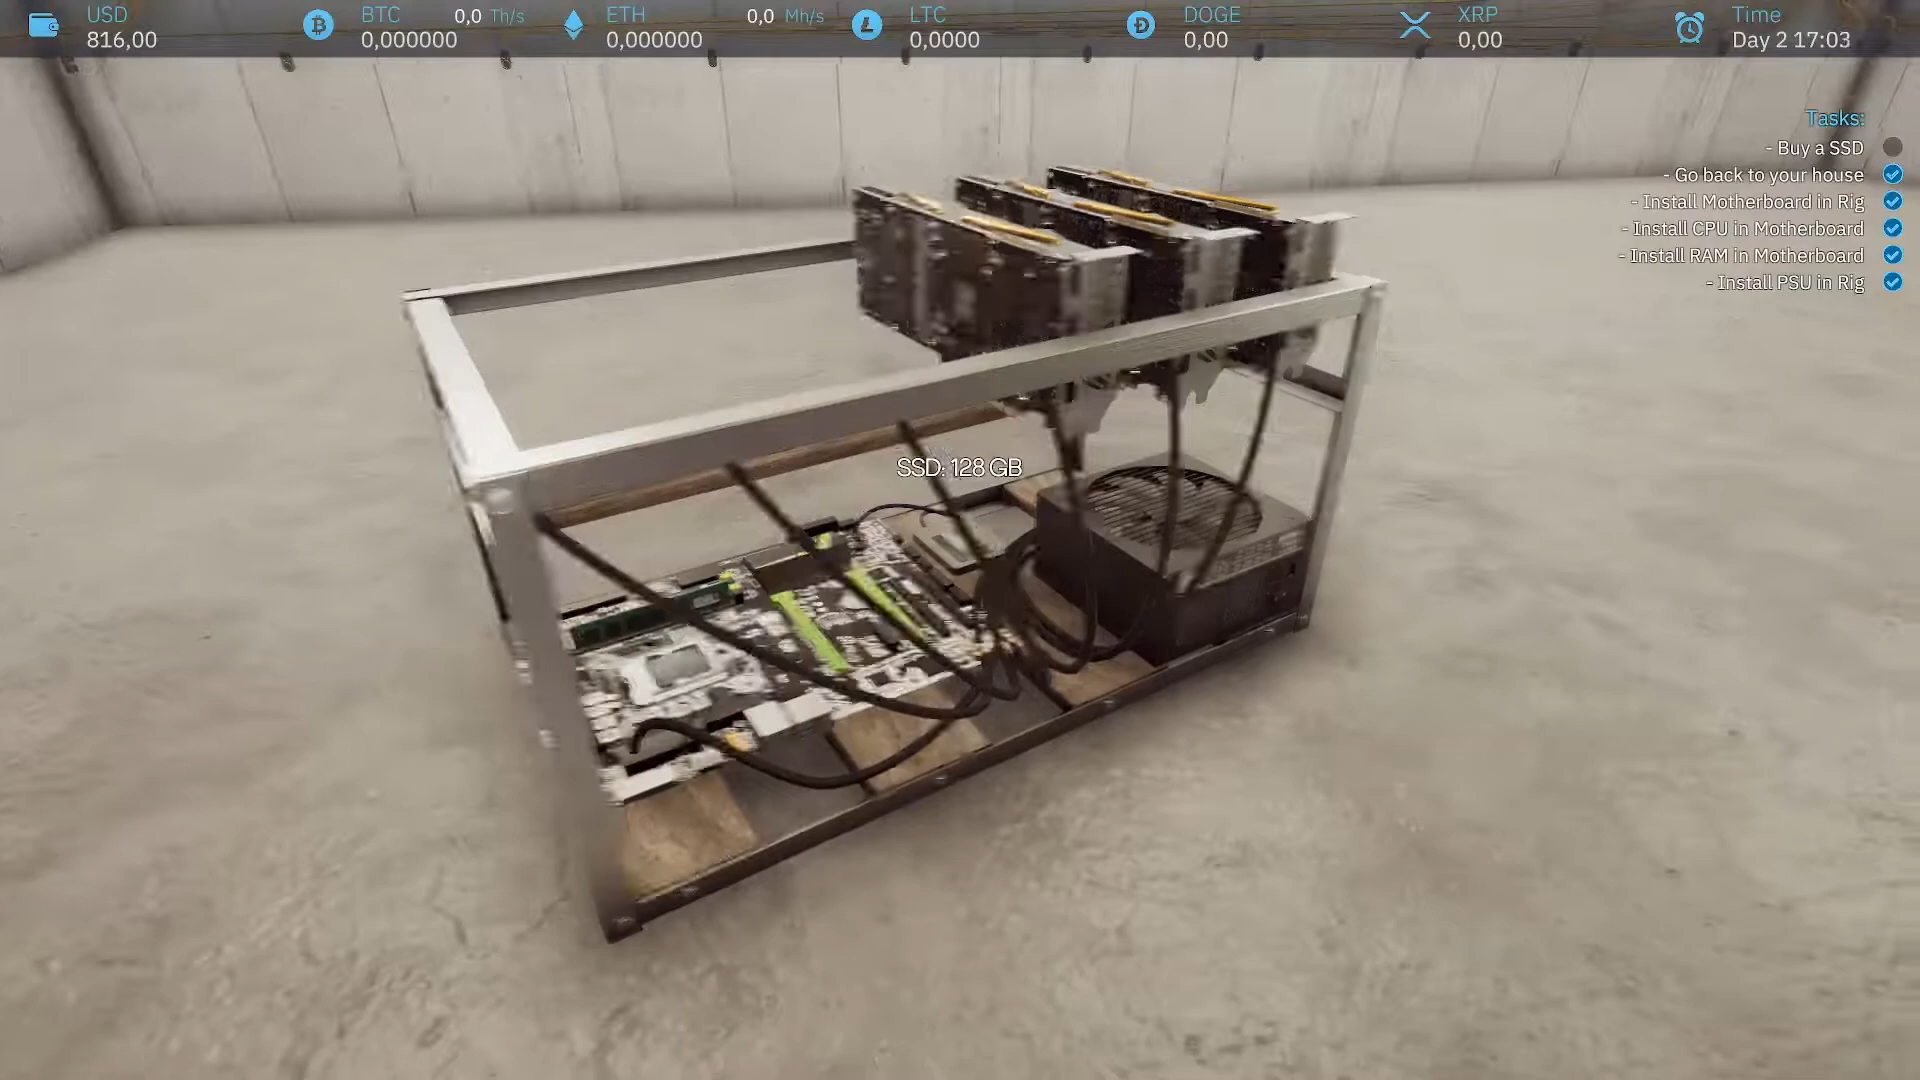 USD
816,00
BTC 0,0 Th/s
0,000000
ETH 0,0 Mh/s
0,000000
LTC
0,0000
DOGE
0,00
XRP
0,00
Time
Day 2 17:03
Tasks:
- Buy a SSD
- Go back to your house
- Install Motherboard in Rig
- Install CPU in Motherboard
- Install RAM in Motherboard
- Install PSU in Rig
SSD: 128 GB